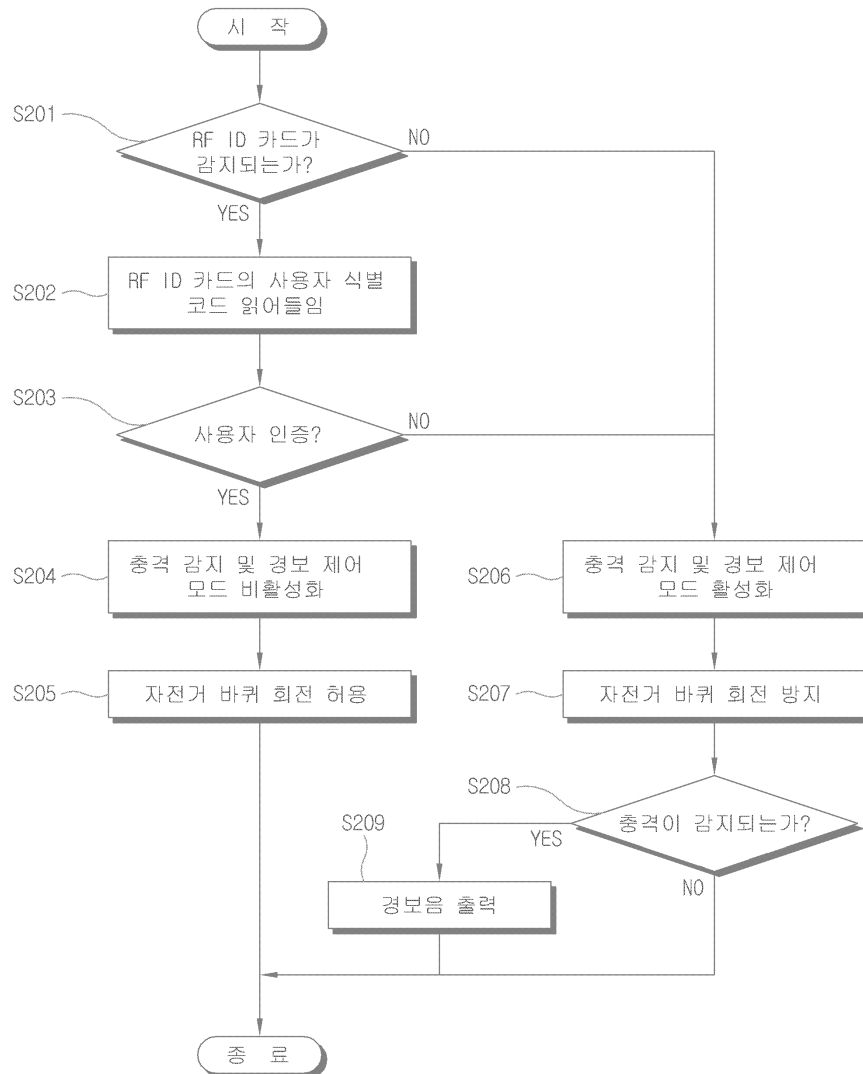 시 작
S201
RF ID 카드가
감지되는가?
NO
YES
S202
RF ID 카드의 사용자 식별
코드 읽어들임
S203
사용자 인증?
NO
YES
S204
충격 감지 및 경보 제어
모드 비활성화
S206
충격 감지 및 경보 제어
모드 활성화
S205
자전거 바퀴 회전 허용
S207
자전거 바퀴 회전 방지
S208
충격이 감지되는가?
YES
NO
S209
경보음 출력
종 료